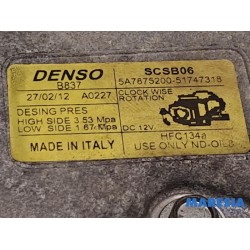 DENSO
SCSB06
B837
5A7875200-51747318
27/02/12 A0227
CLOCK WISE
ROTATION
DESING PRES
HIGH SIDE 3.53 Mpa
LOW SIDE 1.67 Mpa
DC 12V
HFC134a
MADE IN ITALY
USE ONLY ND-OIL8
MARESIA